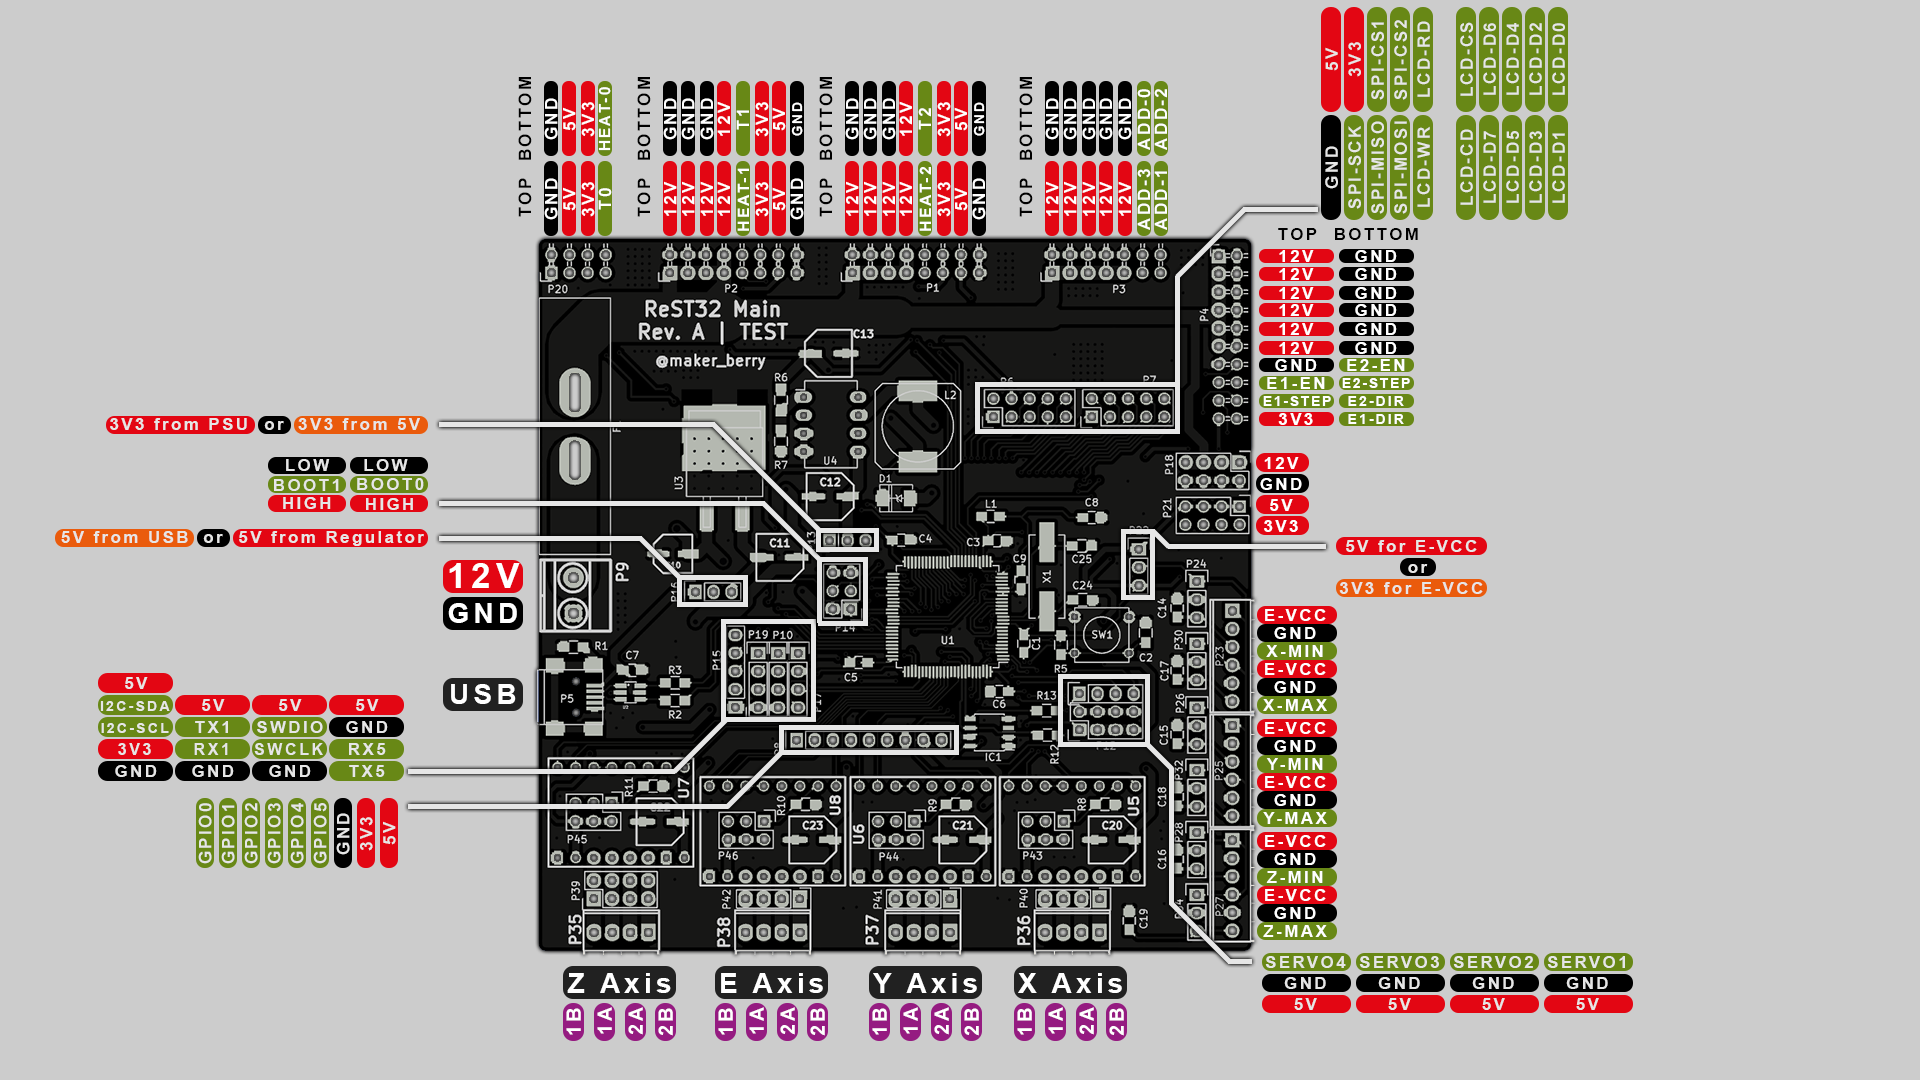 5V 3V3 SPI-CS1 SPI-CS2 LCD-RD LCD-CS LCD-D6 LCD-D4 LCD-D2 LCD-D0
GND SPI-SCK SPI-MISO SPI-MOSI LCD-WR LCD-CD LCD-D7 LCD-D5 LCD-D3 LCD-D1
BOTTOM GND 5V 3V3 HEAT-0
TOP GND 5V 3V3 T0
BOTTOM GND GND GND 12V T1 3V3 5V GND
TOP 12V 12V 12V 12V HEAT-1 3V3 5V GND
BOTTOM GND GND GND 12V T2 3V3 5V GND
TOP 12V 12V 12V 12V HEAT-2 3V3 5V GND
BOTTOM GND GND GND GND GND ADD-0 ADD-2
TOP 12V 12V 12V 12V 12V ADD-3 ADD-1
TOP BOTTOM
12V GND
12V GND
12V GND
12V GND
12V GND
12V GND
GND E2-EN
E1-EN E2-STEP
E1-STEP E2-DIR
3V3 E1-DIR
P20 P2 P1 P3 P4
ReST32 Main
Rev. A | TEST
@maker_berry
C13
R6
L2
P7
R7
U4
U3
C12
D1
P18
P21
L1
C8
C4
C3
C25
C9
X1
C11
C24
P24
C14
SW1
C2
P30
P23
C17
R5
U1
P14
P9
R1
C7
R3
R2
P5
P15
P19 P10
P17
C5
C6
R13
R12
IC1
P26
C15
P25
P32
C18
P28
C16
P27
R11
U7
P45
R10
U8
C23
P46
R9
U6
C21
P44
R8
U5
C20
P43
P39
P35
P42
P38
P41
P37
P40
P36
C19
3V3 from PSU or 3V3 from 5V
LOW LOW
BOOT1 BOOT0
HIGH HIGH
5V from USB or 5V from Regulator
12V
GND
USB
5V
I2C-SDA 5V 5V 5V
I2C-SCL TX1 SWDIO GND
3V3 RX1 SWCLK RX5
GND GND GND TX5
GPIO0 GPIO1 GPIO2 GPIO3 GPIO4 GPIO5 GND 3V3 5V
12V
GND
5V
3V3
5V for E-VCC
or
3V3 for E-VCC
E-VCC
GND
X-MIN
E-VCC
GND
X-MAX
E-VCC
GND
Y-MIN
E-VCC
GND
Y-MAX
E-VCC
GND
Z-MIN
E-VCC
GND
Z-MAX
SERVO4 SERVO3 SERVO2 SERVO1
GND GND GND GND
5V 5V 5V 5V
Z Axis E Axis Y Axis X Axis
1B 1A 2A 2B 1B 1A 2A 2B 1B 1A 2A 2B 1B 1A 2A 2B